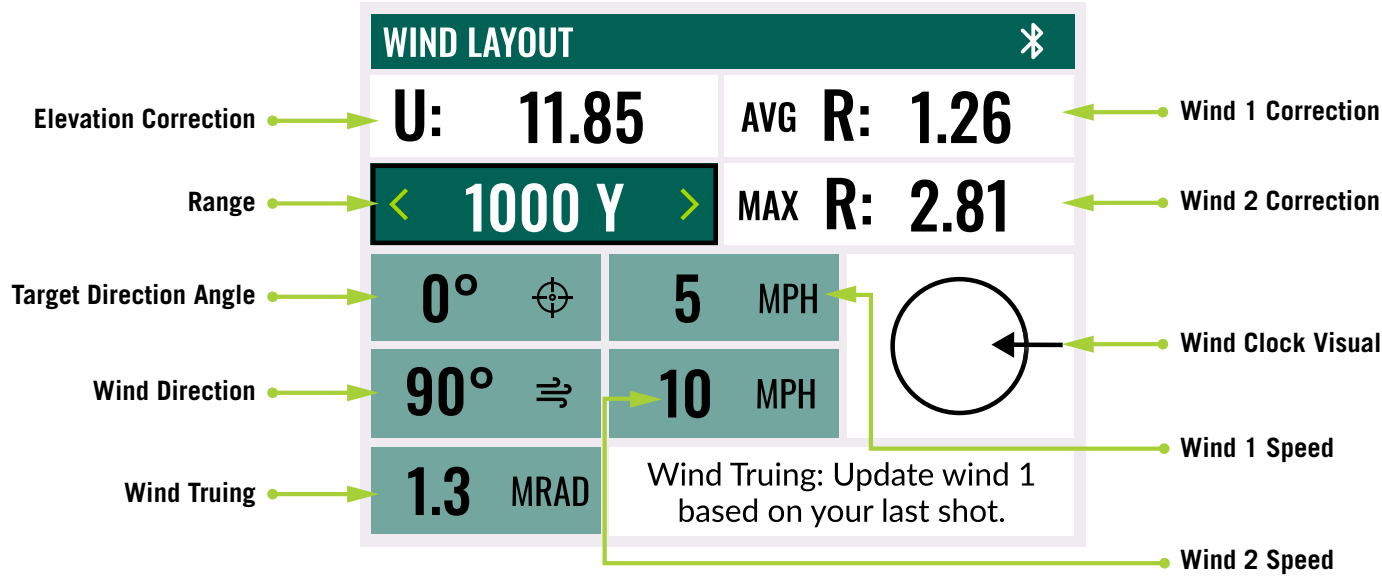 WIND LAYOUT
Elevation Correction
U: 11.85
AVG R: 1.26
Wind 1 Correction
Range
< 1000 Y >
MAX R: 2.81
Wind 2 Correction
Target Direction Angle
0°
5 MPH
Wind Clock Visual
Wind Direction
90°
10 MPH
Wind 1 Speed
Wind Truing
1.3 MRAD
Wind Truing: Update wind 1
based on your last shot.
Wind 2 Speed